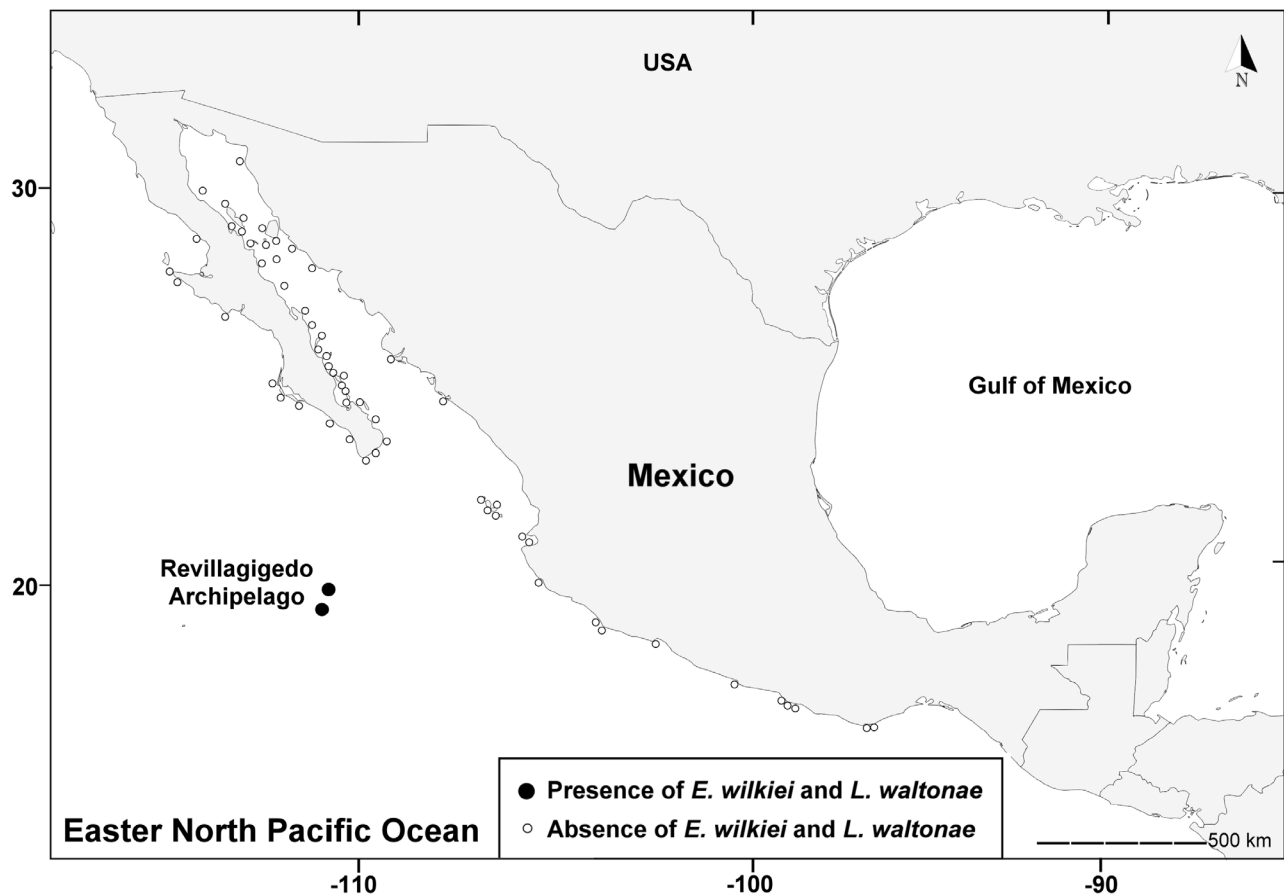 USA
N
30
Gulf of Mexico
Mexico
Revillagigedo
Archipelago
20
Presence of E. wilkiei and L. waltonae
Absence of E. wilkiei and L. waltonae
Easter North Pacific Ocean
500 km
-110
-100
-90